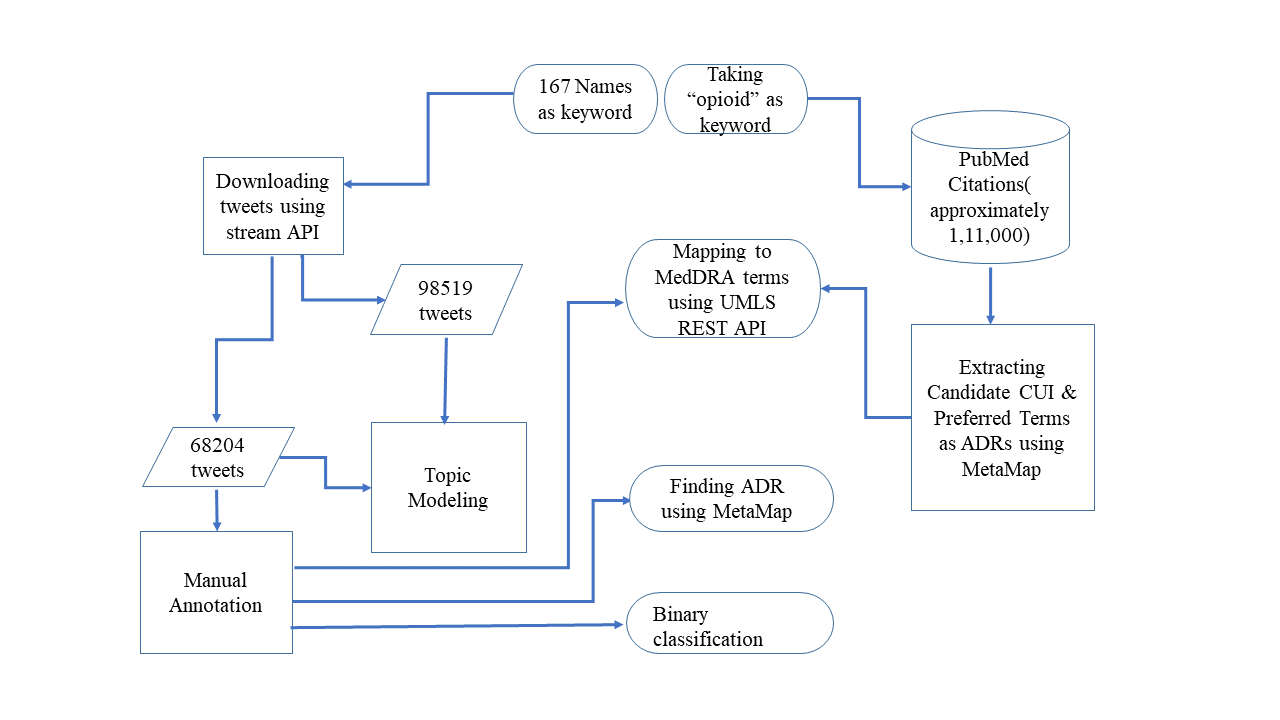 167 Names
as keyword
Taking
“opioid” as
keyword
PubMed
Citations(
approximately
1,11,000)
Downloading
tweets using
stream API
98519
tweets
Mapping to
MedDRA terms
using UMLS
REST API
Extracting
Candidate CUI &
Preferred Terms
as ADRs using
MetaMap
68204
tweets
Topic
Modeling
Finding ADR
using MetaMap
Manual
Annotation
Binary
classification